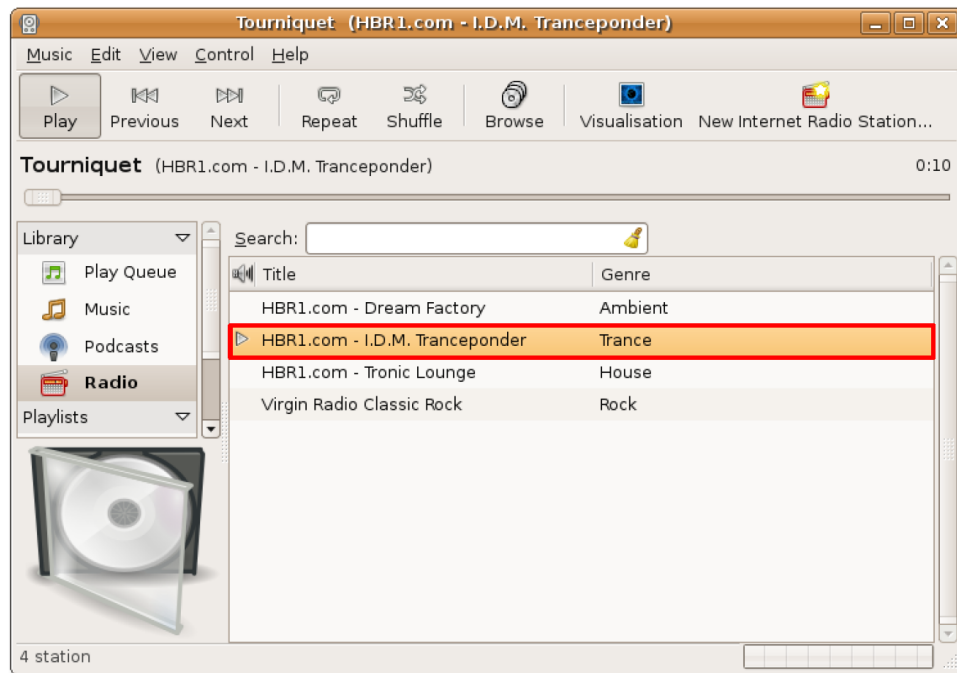 Tourniquet (HBR1.com - I.D.M. Tranceponder)
Music Edit View Control Help
Play Previous Next Repeat Shuffle Browse Visualisation New Internet Radio Station...
Tourniquet (HBR1.com - I.D.M. Tranceponder) 0:10
Library Search:
Play Queue Title Genre
Music HBR1.com - Dream Factory Ambient
Podcasts HBR1.com - I.D.M. Tranceponder Trance
Radio HBR1.com - Tronic Lounge House
Playlists Virgin Radio Classic Rock Rock
4 station